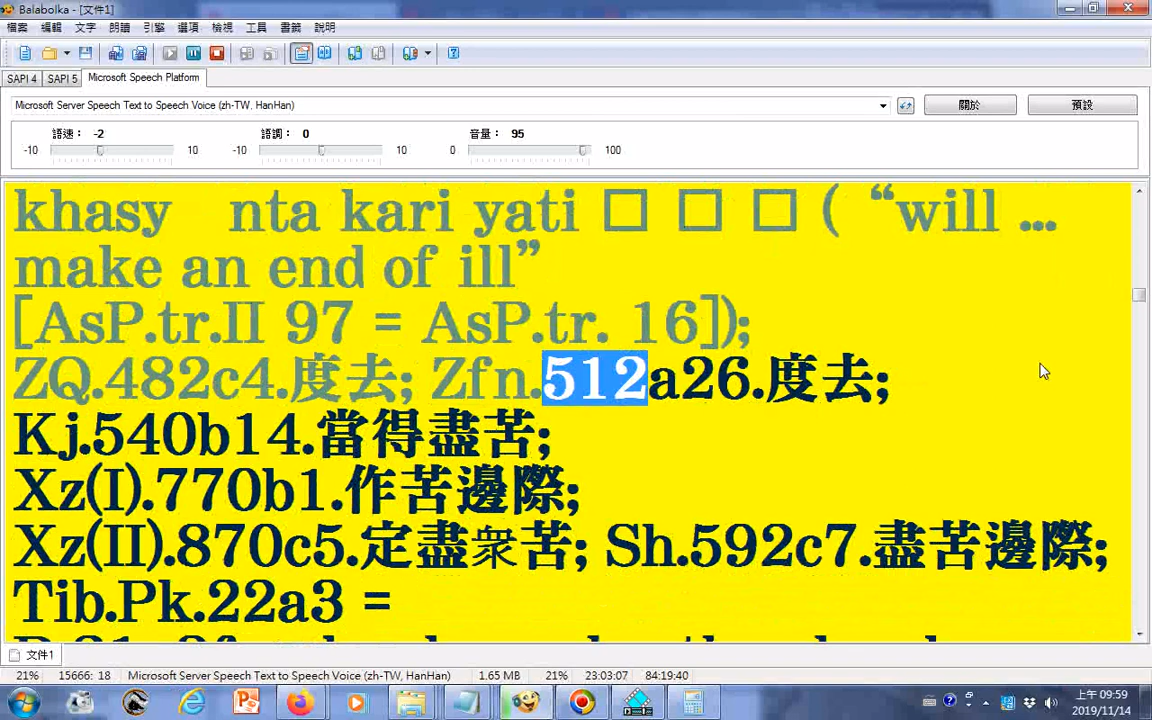 Balabolka - [文件1]
檔案 編輯 文字 朗讀 引擎 選項 檢視 工具 書籤 說明
SAPI 4 SAPI 5 Microsoft Speech Platform
Microsoft Server Speech Text to Speech Voice (zh-TW, HanHan) 關於 預設
語速： -2 語調： 0 音量： 95
-10 10 -10 10 0 100
khasy nta kari yati □ □ □ ( “will ...
make an end of ill”
[AsP.tr.II 97 = AsP.tr. 16]);
ZQ.482c4.度去; Zfn.512a26.度去;
Kj.540b14.當得盡苦;
Xz(I).770b1.作苦邊際;
Xz(II).870c5.定盡衆苦; Sh.592c7.盡苦邊際;
Tib.Pk.22a3 =
文件1
21% 15666: 18 Microsoft Server Speech Text to Speech Voice (zh-TW, HanHan) 1.65 MB 21% 23:03:07 84:19:40
上午 09:59
2019/11/14